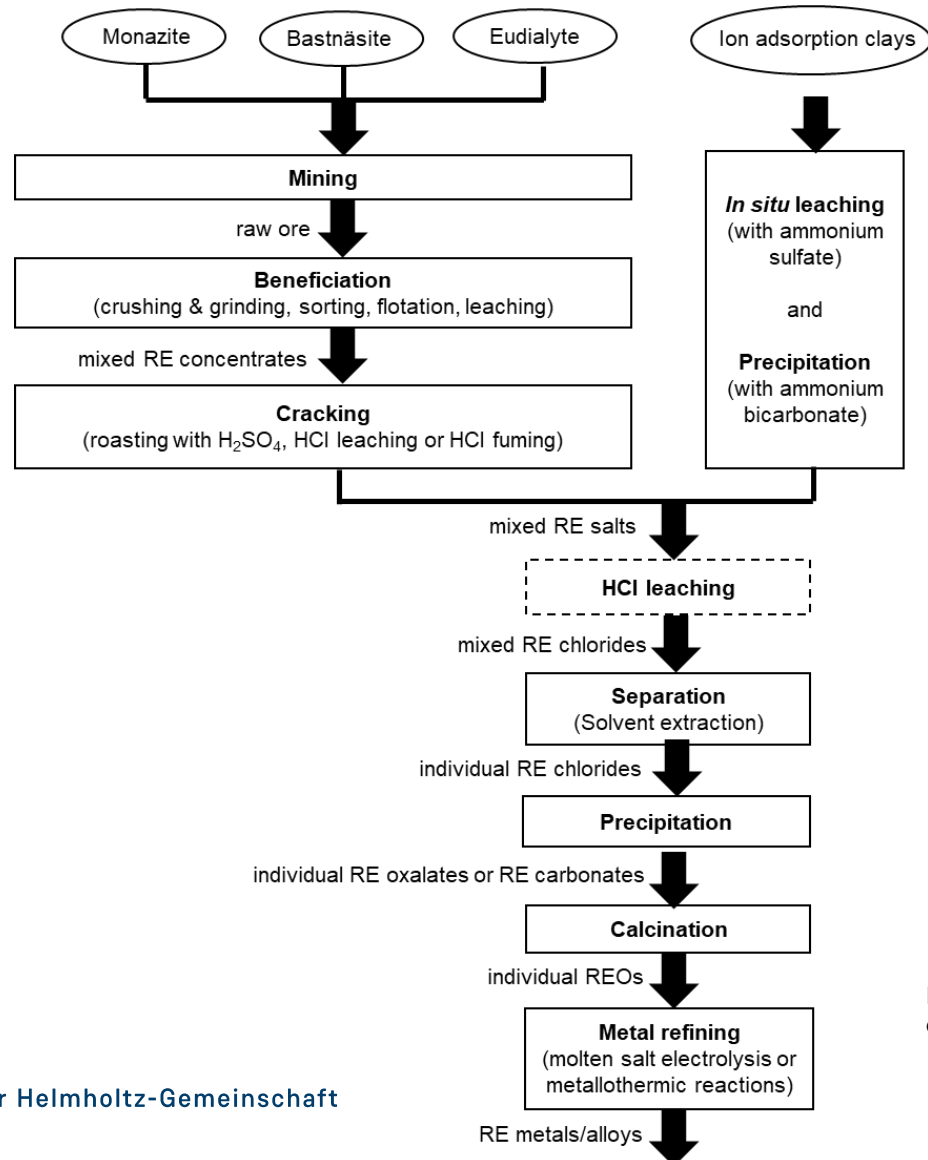 Monazite
Bastnäsite
Eudialyte
Ion adsorption clays
Mining
raw ore
Beneficiation
(crushing & grinding, sorting, flotation, leaching)
mixed RE concentrates
Cracking
(roasting with H₂SO₄, HCl leaching or HCl fuming)
In situ leaching
(with ammonium
sulfate)
and
Precipitation
(with ammonium
bicarbonate)
mixed RE salts
HCl leaching
mixed RE chlorides
Separation
(Solvent extraction)
individual RE chlorides
Precipitation
individual RE oxalates or RE carbonates
Calcination
individual REOs
Metal refining
(molten salt electrolysis or
metallothermic reactions)
RE metals/alloys
r Helmholtz-Gemeinschaft